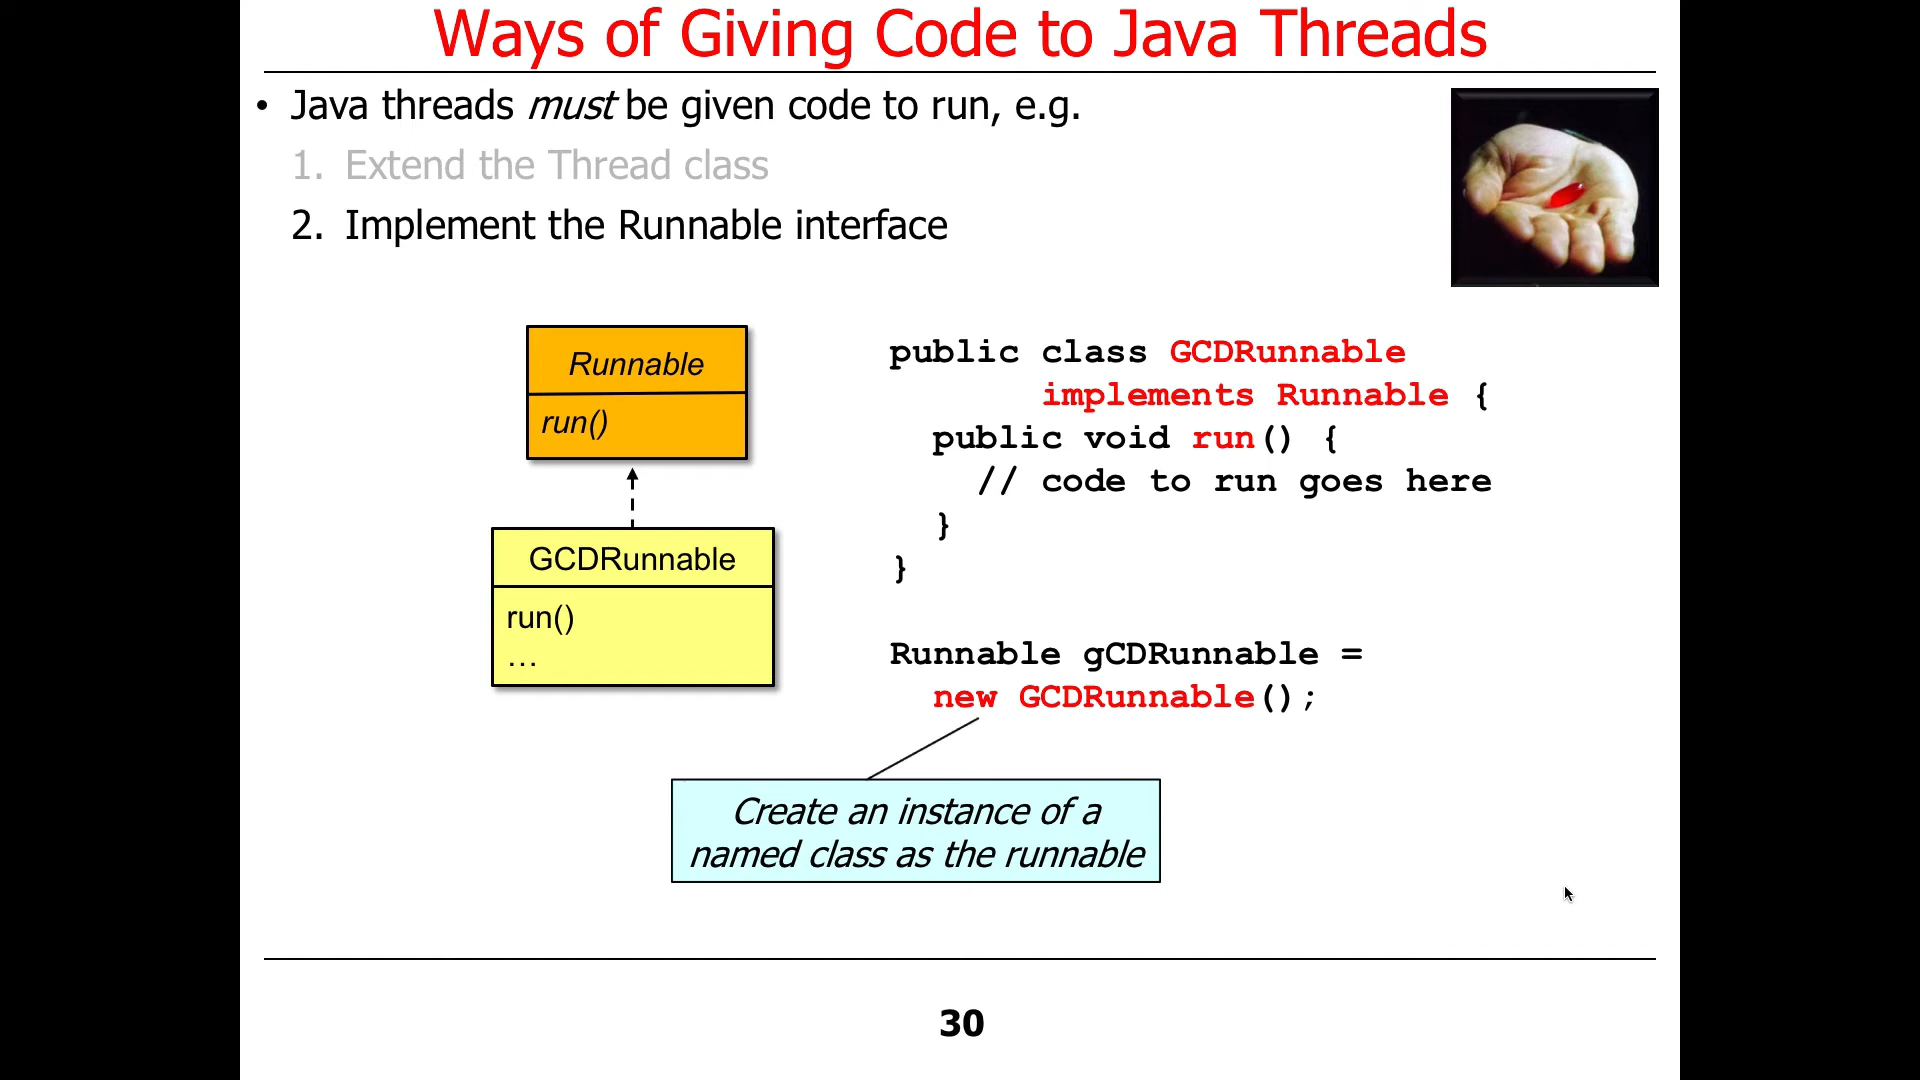 Ways of Giving Code to Java Threads
• Java threads must be given code to run, e.g.
1. Extend the Thread class
2. Implement the Runnable interface
Runnable
run()
GCDRunnable
run()
…
public class GCDRunnable
implements Runnable {
public void run() {
// code to run goes here
}
}
Runnable gCDRunnable =
new GCDRunnable();
Create an instance of a
named class as the runnable
30